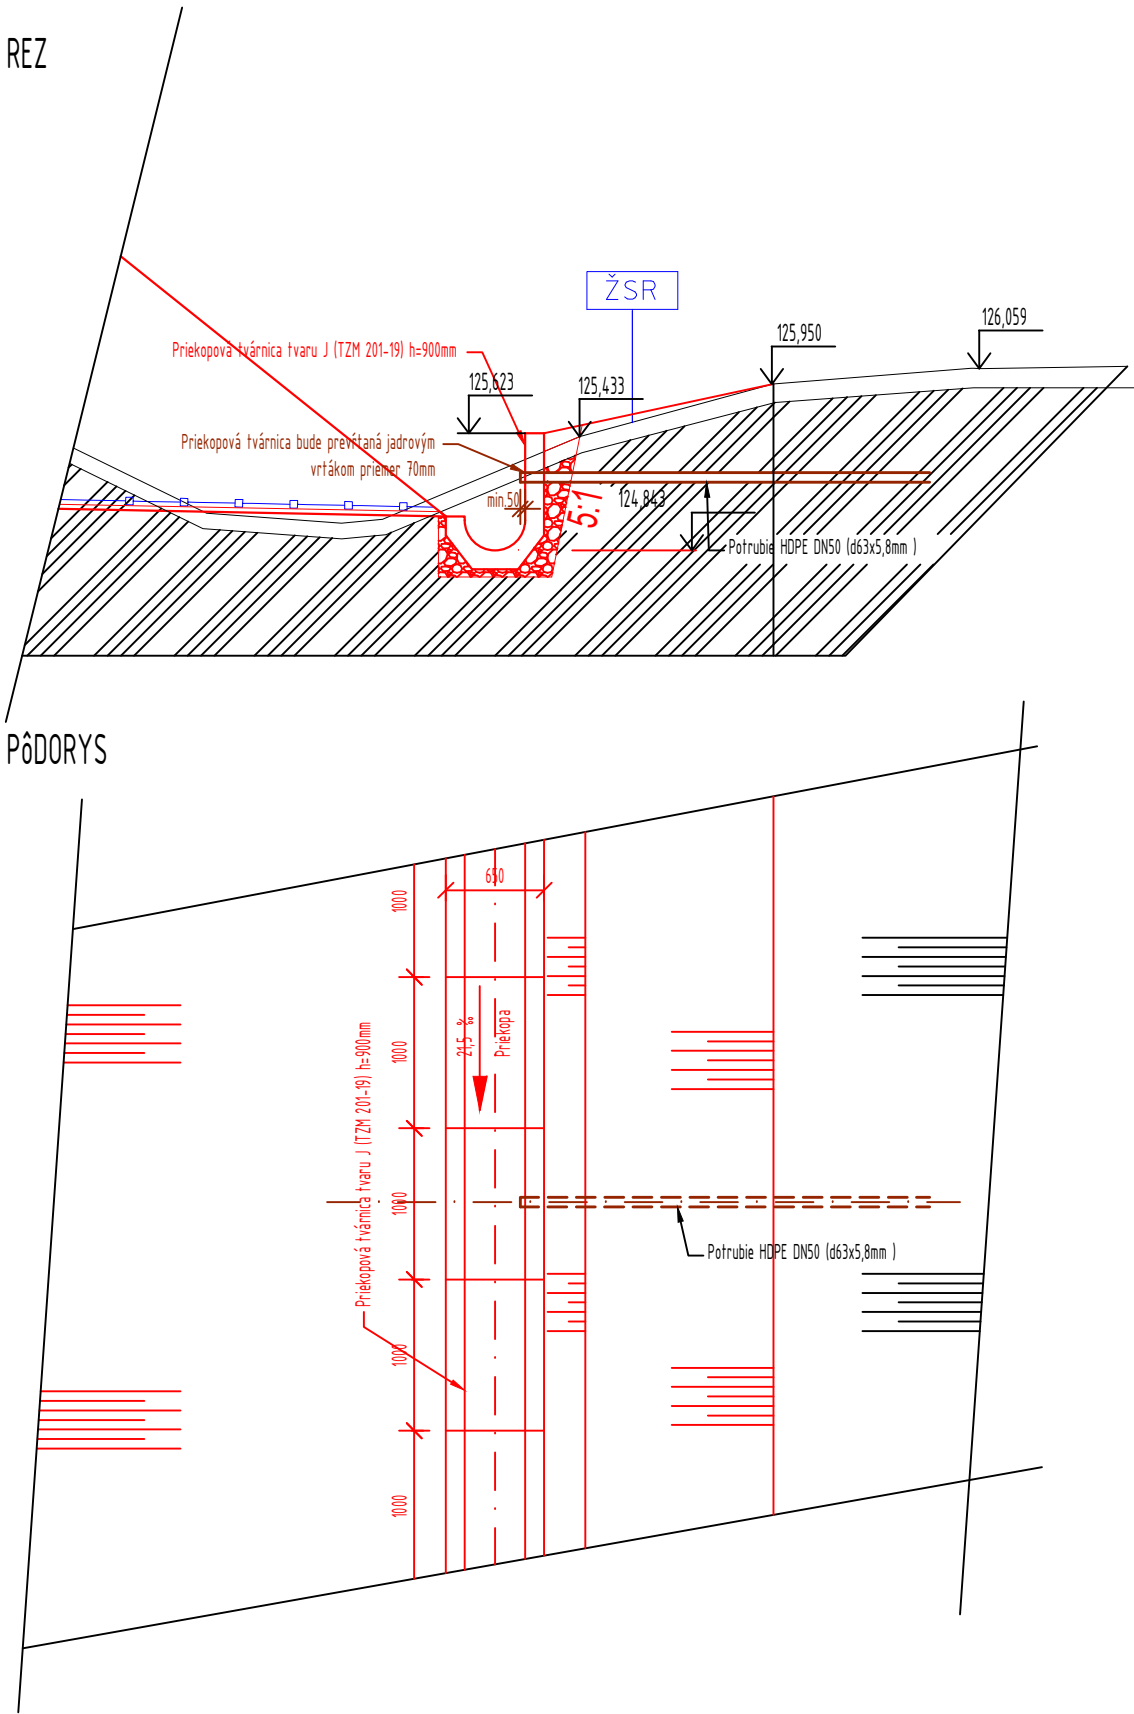 REZ
ŽSR
126,059
125,950
Priekopová tvárnica tvaru J (TZM 201-19) h=900mm
125,623
125,433
Priekopová tvárnica bude prevŕtaná jadrovým
vrtákom priemer 70mm
min.50
5:1
124,843
Potrubie HDPE DN50 (d63x5,8mm )
PôDORYS
650
1000
1000
1000
1000
1000
21,5 ‰
Priekopa
Priekopová tvárnica tvaru J (TZM 201-19) h=900mm
Potrubie HDPE DN50 (d63x5,8mm )